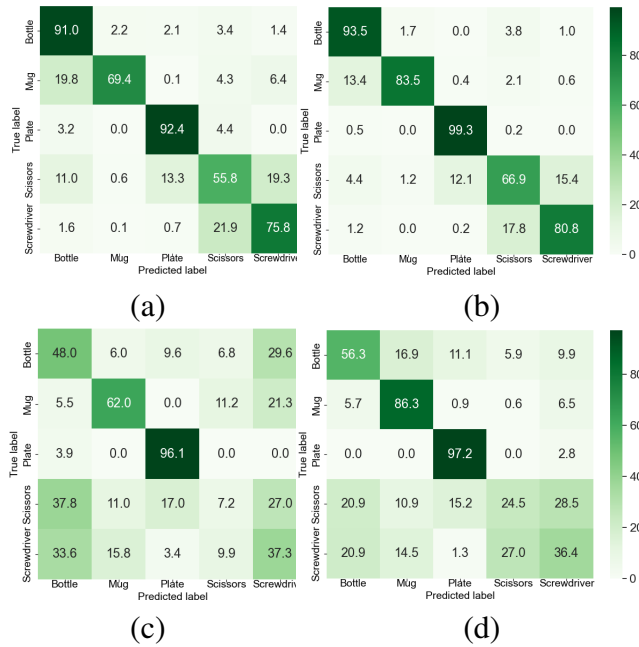 True label
Bottle 91.0 2.2 2.1 3.4 1.4
Mug 19.8 69.4 0.1 4.3 6.4
Plate 3.2 0.0 92.4 4.4 0.0
Scissors 11.0 0.6 13.3 55.8 19.3
Screwdriver 1.6 0.1 0.7 21.9 75.8
Bottle Mug Plate Scissors Screwdriver
Predicted label
(a)
True label
Bottle 93.5 1.7 0.0 3.8 1.0
Mug 13.4 83.5 0.4 2.1 0.6
Plate 0.5 0.0 99.3 0.2 0.0
Scissors 4.4 1.2 12.1 66.9 15.4
Screwdriver 1.2 0.0 0.2 17.8 80.8
Bottle Mug Plate Scissors Screwdriver
Predicted label
80
60
40
20
0
(b)
True label
Bottle 48.0 6.0 9.6 6.8 29.6
Mug 5.5 62.0 0.0 11.2 21.3
Plate 3.9 0.0 96.1 0.0 0.0
Scissors 37.8 11.0 17.0 7.2 27.0
Screwdriver 33.6 15.8 3.4 9.9 37.3
Bottle Mug Plate Scissors Screwdriver
Predicted label
(c)
True label
Bottle 56.3 16.9 11.1 5.9 9.9
Mug 5.7 86.3 0.9 0.6 6.5
Plate 0.0 0.0 97.2 0.0 2.8
Scissors 20.9 10.9 15.2 24.5 28.5
Screwdriver 20.9 14.5 1.3 27.0 36.4
Bottle Mug Plate Scissors Screwdriver
Predicted label
80
60
40
20
0
(d)